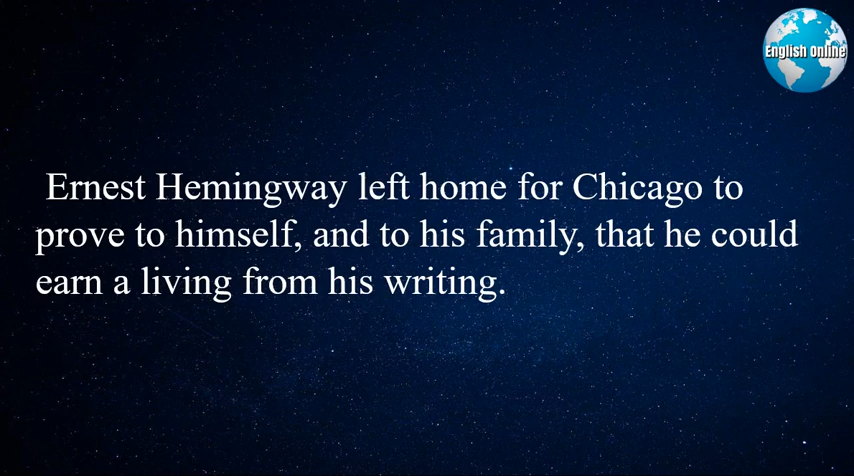 English Online
Ernest Hemingway left home for Chicago to
prove to himself, and to his family, that he could
earn a living from his writing.